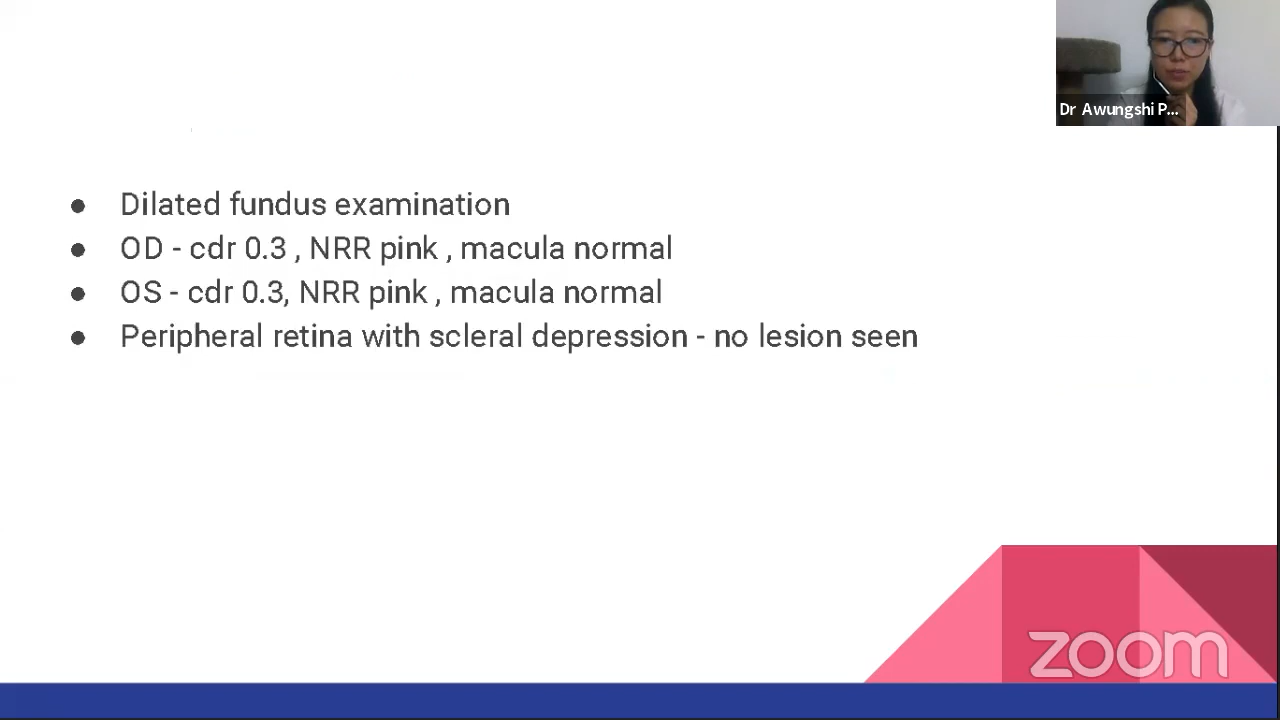 Dr Awungshi P...
● Dilated fundus examination
● OD - cdr 0.3 , NRR pink , macula normal
● OS - cdr 0.3, NRR pink , macula normal
● Peripheral retina with scleral depression - no lesion seen
zoom